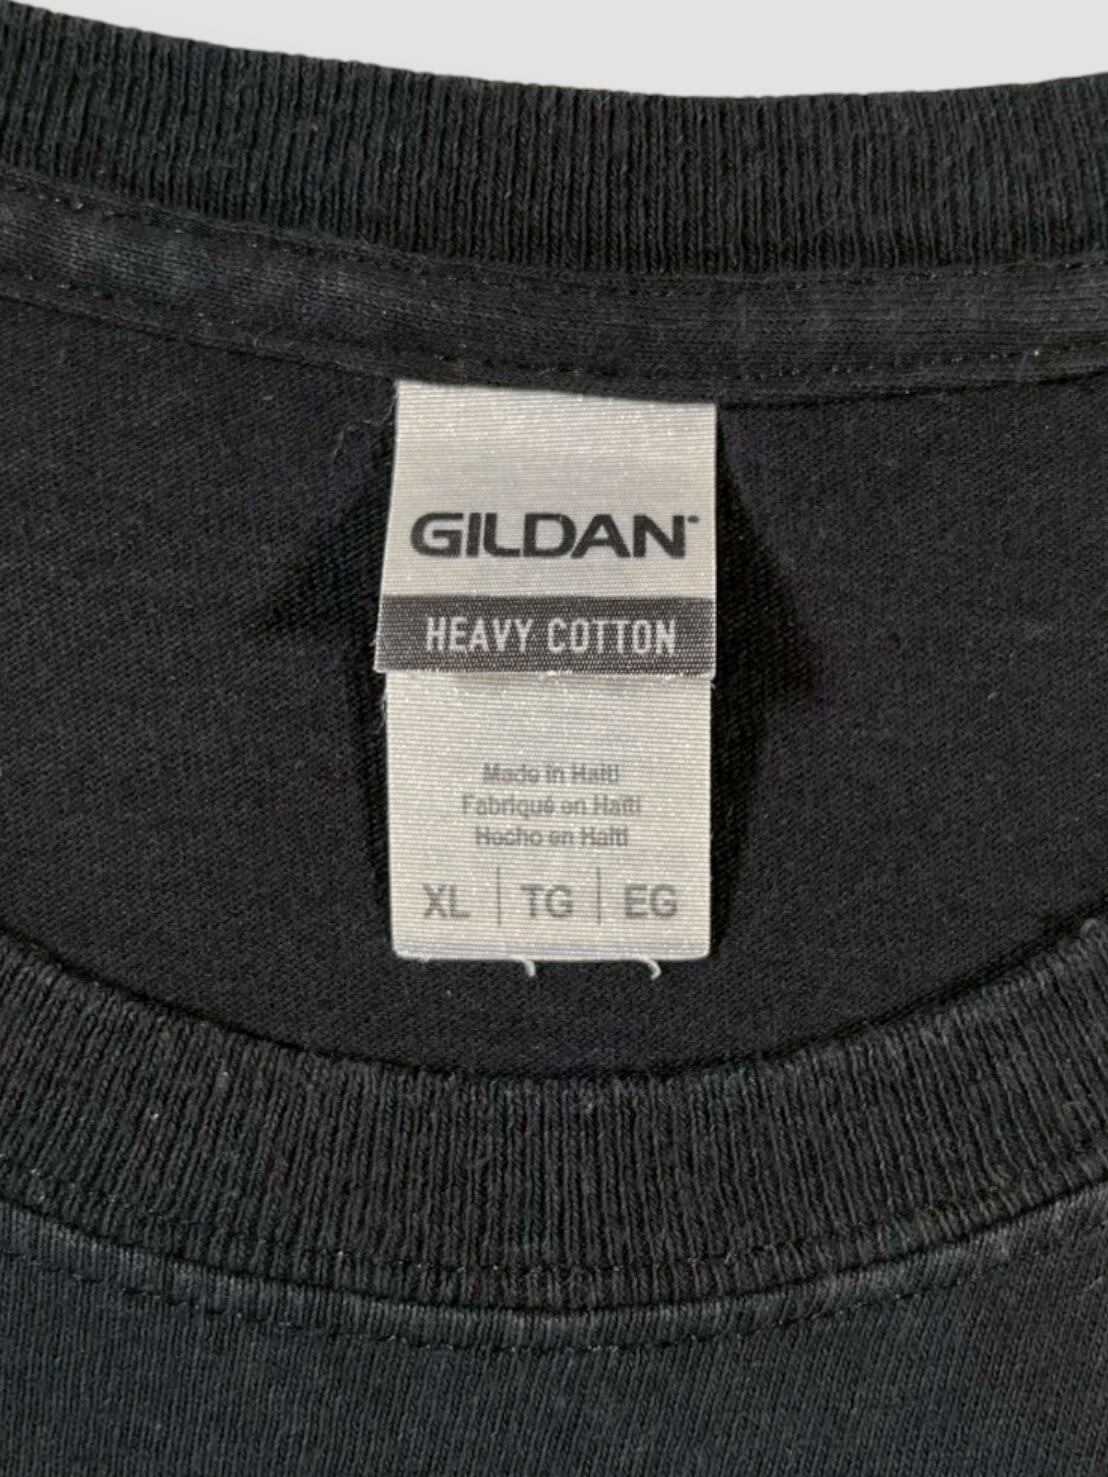 GILDAN
HEAVY COTTON
Made in Haiti
Fabriqué en Haïti
Hecho en Haití
XL | TG | EG